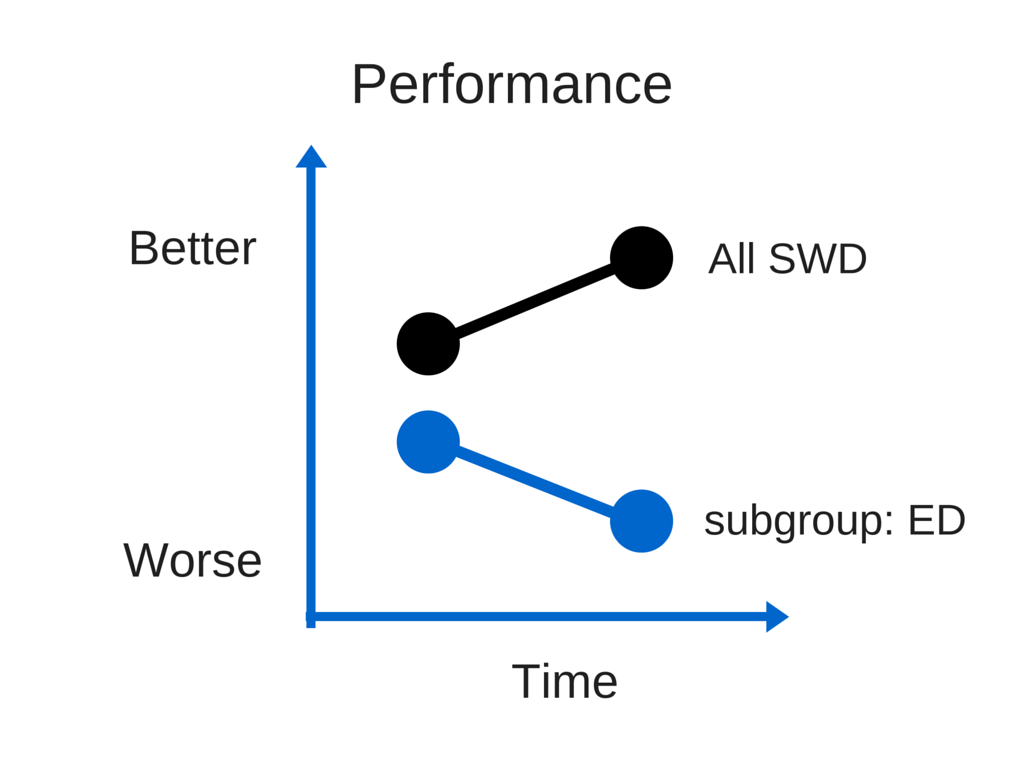 Performance
Better
All SWD
subgroup: ED
Worse
Time